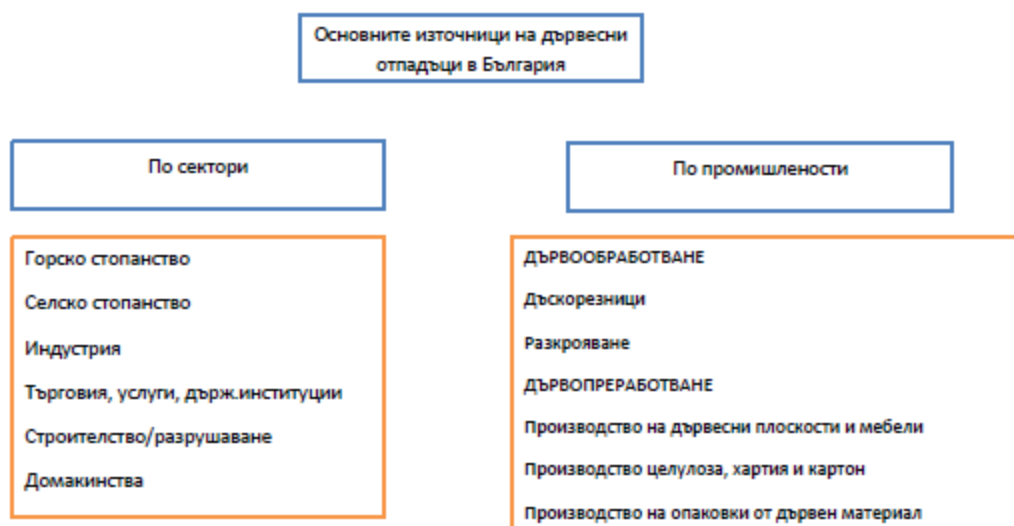 Основните източници на дървесни
отпадъци в България
По сектори
По промишлености
Горско стопанство
Селско стопанство
Индустрия
Търговия, услуги, държ.институции
Строителство/разрушаване
Домакинства
ДЪРВООБРАБОТВАНЕ
Дъскорезници
Разкрояване
ДЪРВОПРЕРАБОТВАНЕ
Производство на дървесни плоскости и мебели
Производство целулоза, хартия и картон
Производство на опаковки от дървен материал